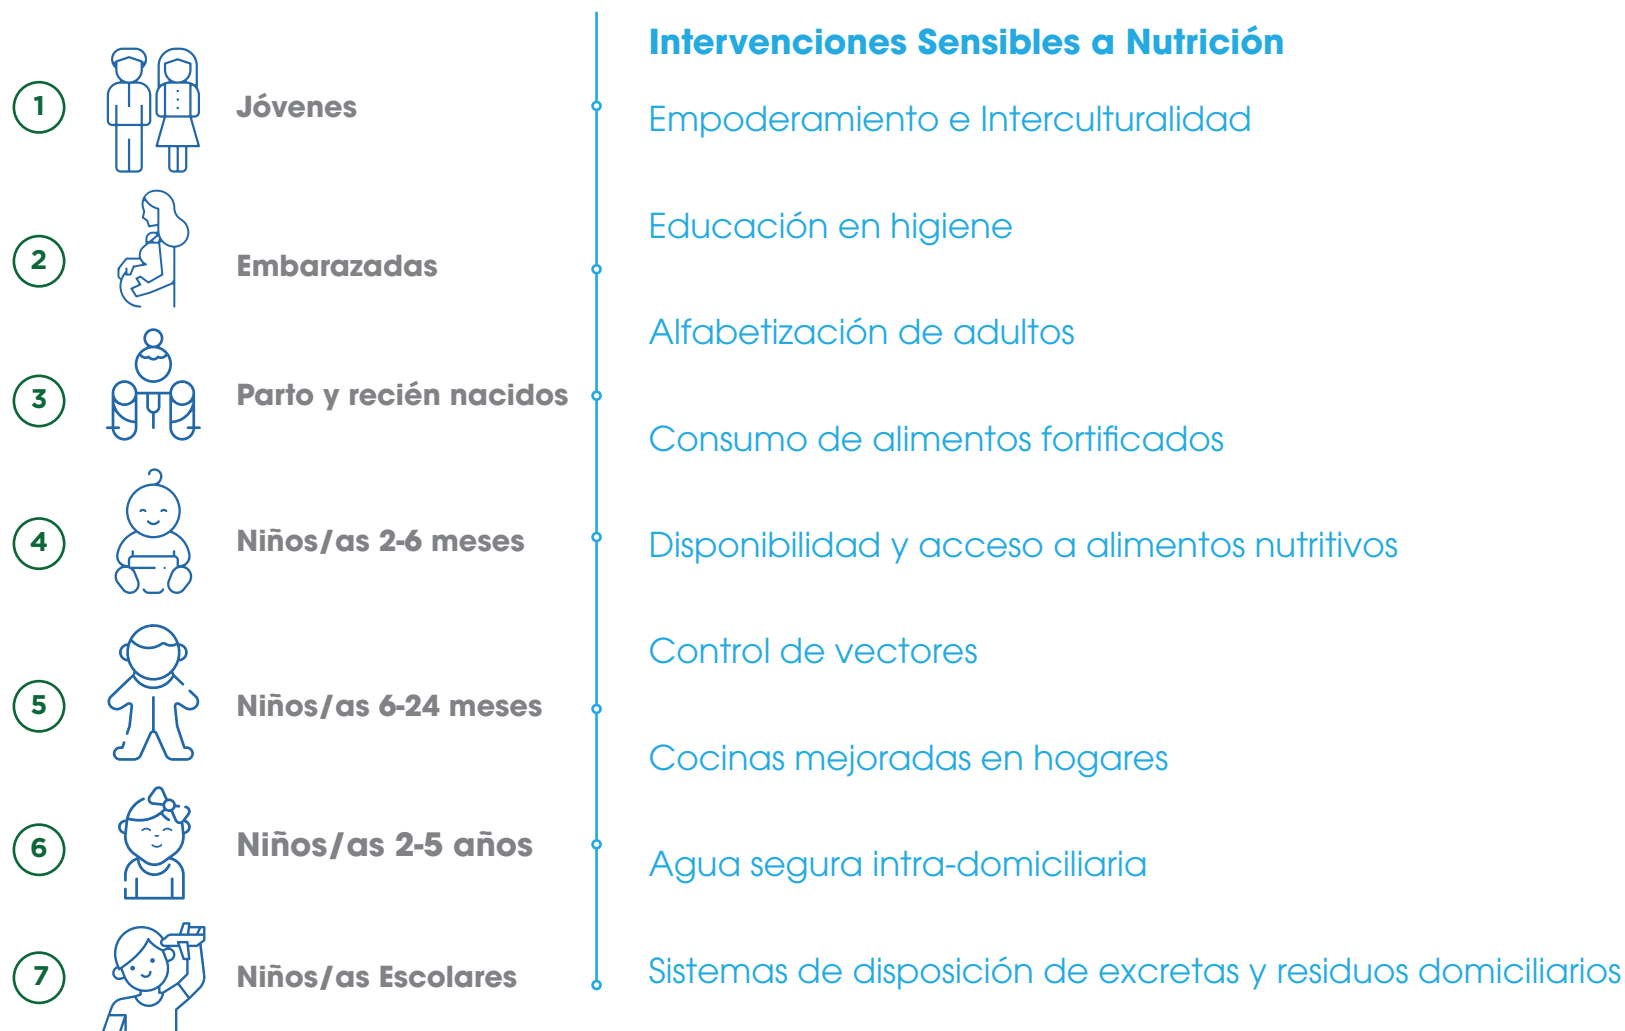 1
Jóvenes
2
Embarazadas
3
Parto y recién nacidos
4
Niños/as 2-6 meses
5
Niños/as 6-24 meses
6
Niños/as 2-5 años
7
Niños/as Escolares
Intervenciones Sensibles a Nutrición
Empoderamiento e Interculturalidad
Educación en higiene
Alfabetización de adultos
Consumo de alimentos fortificados
Disponibilidad y acceso a alimentos nutritivos
Control de vectores
Cocinas mejoradas en hogares
Agua segura intra-domiciliaria
Sistemas de disposición de excretas y residuos domiciliarios